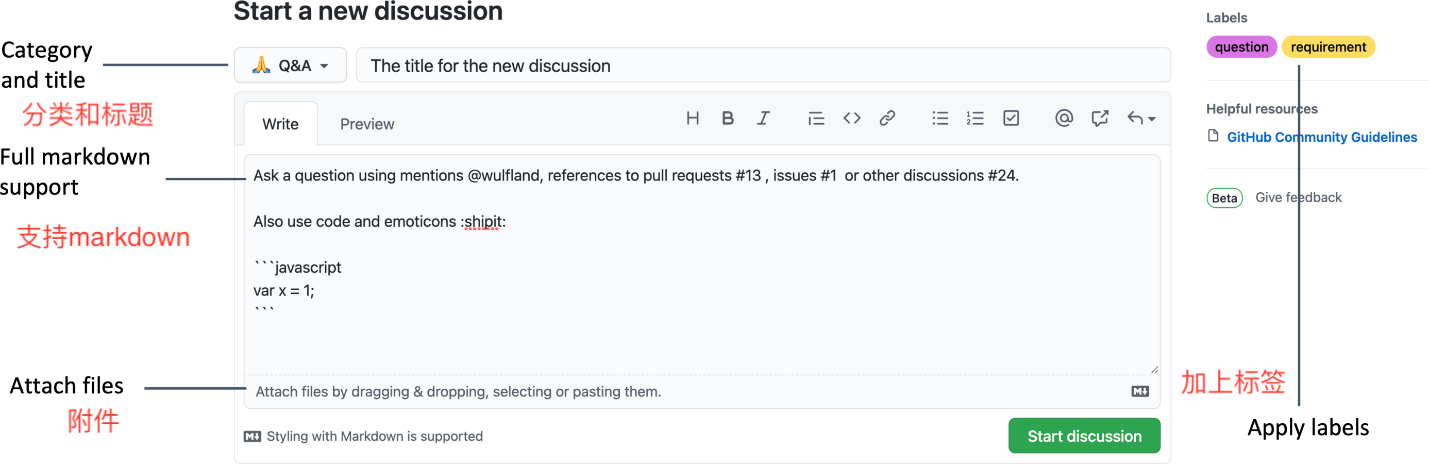 Start a new discussion
Category
and title
分类和标题
🙏 Q&A
The title for the new discussion
Write
Preview
H B I
Full markdown
support
支持markdown
Ask a question using mentions @wulfland, references to pull requests #13 , issues #1  or other discussions #24.
Also use code and emoticons :shipit:
```javascript
var x = 1;
```
Attach files
附件
Attach files by dragging & dropping, selecting or pasting them.
Styling with Markdown is supported
Start discussion
Labels
question requirement
Helpful resources
GitHub Community Guidelines
Beta Give feedback
加上标签
Apply labels